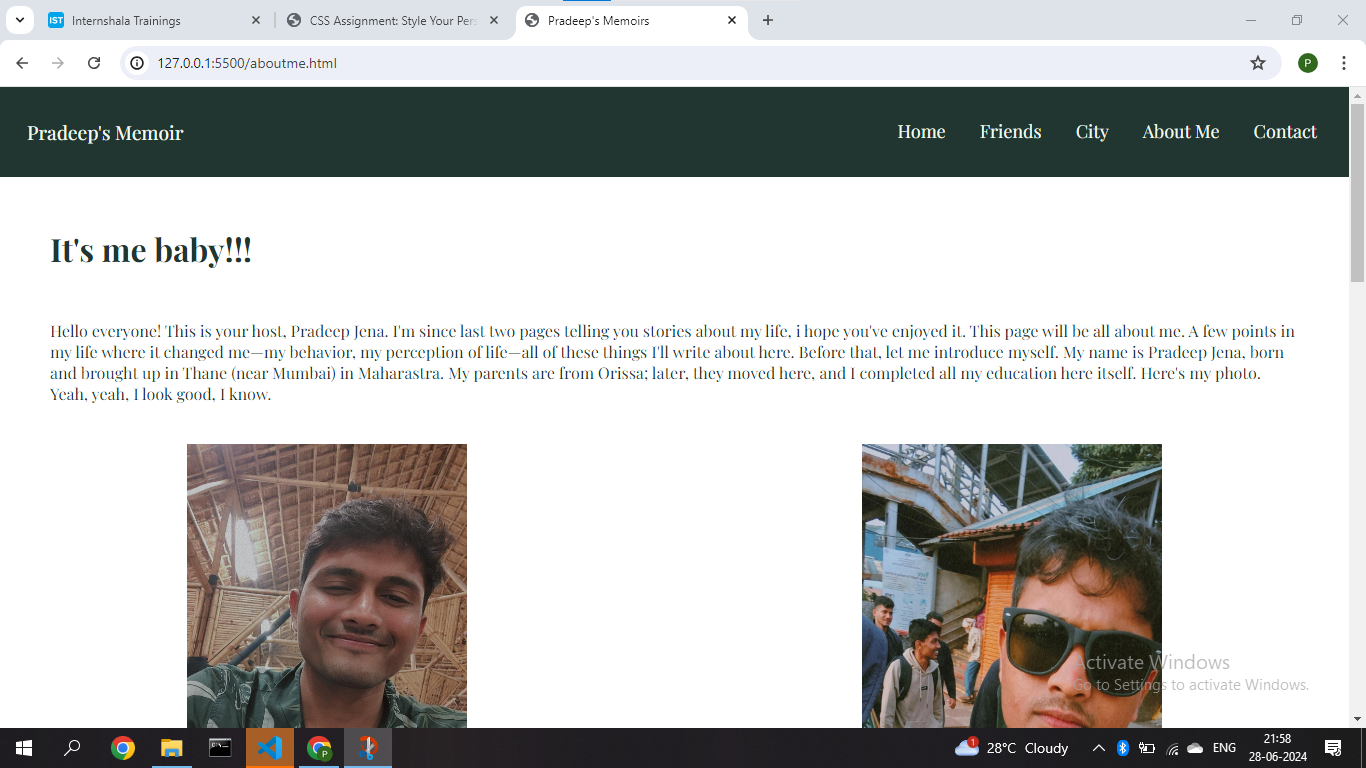 IST Internshala Trainings
CSS Assignment: Style Your Pers
Pradeep's Memoirs
127.0.0.1:5500/aboutme.html
P
Pradeep's Memoir
Home
Friends
City
About Me
Contact
It's me baby!!!
Hello everyone! This is your host, Pradeep Jena. I'm since last two pages telling you stories about my life, i hope you've enjoyed it. This page will be all about me. A few points in
my life where it changed me—my behavior, my perception of life—all of these things I'll write about here. Before that, let me introduce myself. My name is Pradeep Jena, born
and brought up in Thane (near Mumbai) in Maharastra. My parents are from Orissa; later, they moved here, and I completed all my education here itself. Here's my photo.
Yeah, yeah, I look good, I know.
Activate Windows
Go to Settings to activate Windows.
P
1
28°C Cloudy
ENG
21:58
28-06-2024